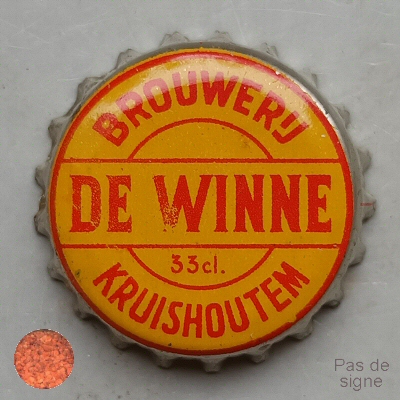 BROUWERIJ
DE WINNE
33cl.
KRUISHOUTEM
Pas de
signe